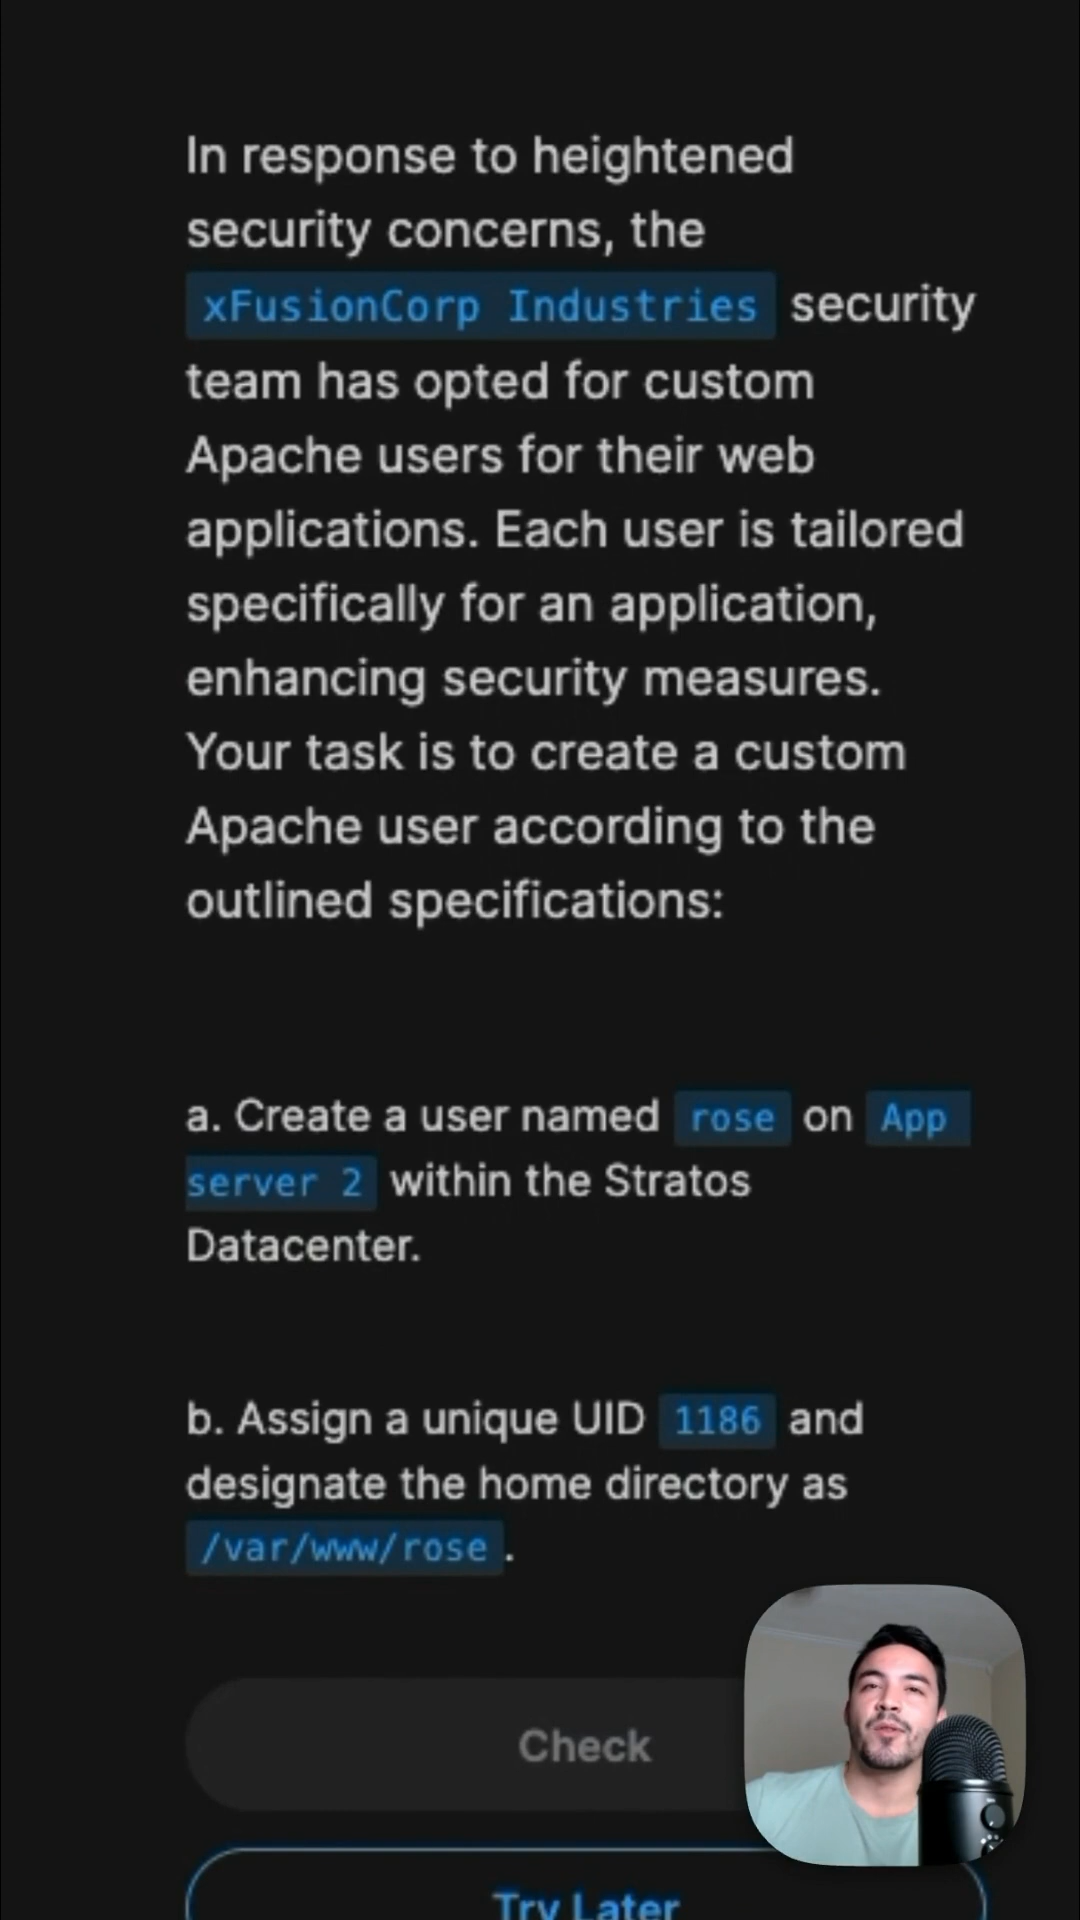 In response to heightened
security concerns, the
xFusionCorp Industries security
team has opted for custom
Apache users for their web
applications. Each user is tailored
specifically for an application,
enhancing security measures.
Your task is to create a custom
Apache user according to the
outlined specifications:
a. Create a user named rose on App
server 2 within the Stratos
Datacenter.
b. Assign a unique UID 1186 and
designate the home directory as
/var/www/rose.
Check
Try Later